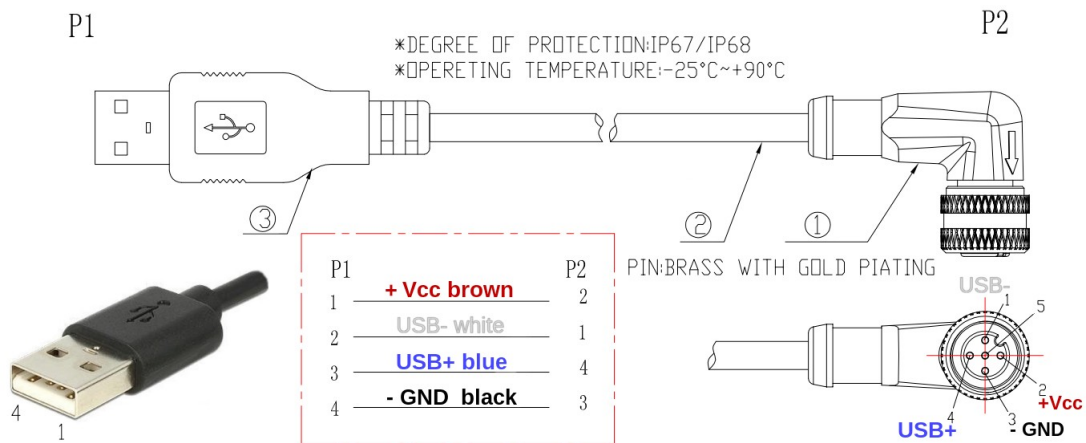 P1
P2
*DEGREE OF PROTECTION:IP67/IP68
*OPERETING TEMPERATURE:-25°C~+90°C
3
2
1
PIN:BRASS WITH GOLD PIATING
P1 P2
1 + Vcc brown 2
2 USB- white 1
3 USB+ blue 4
4 - GND black 3
4
1
USB-
1
5
2
+Vcc
4
3
USB+
- GND